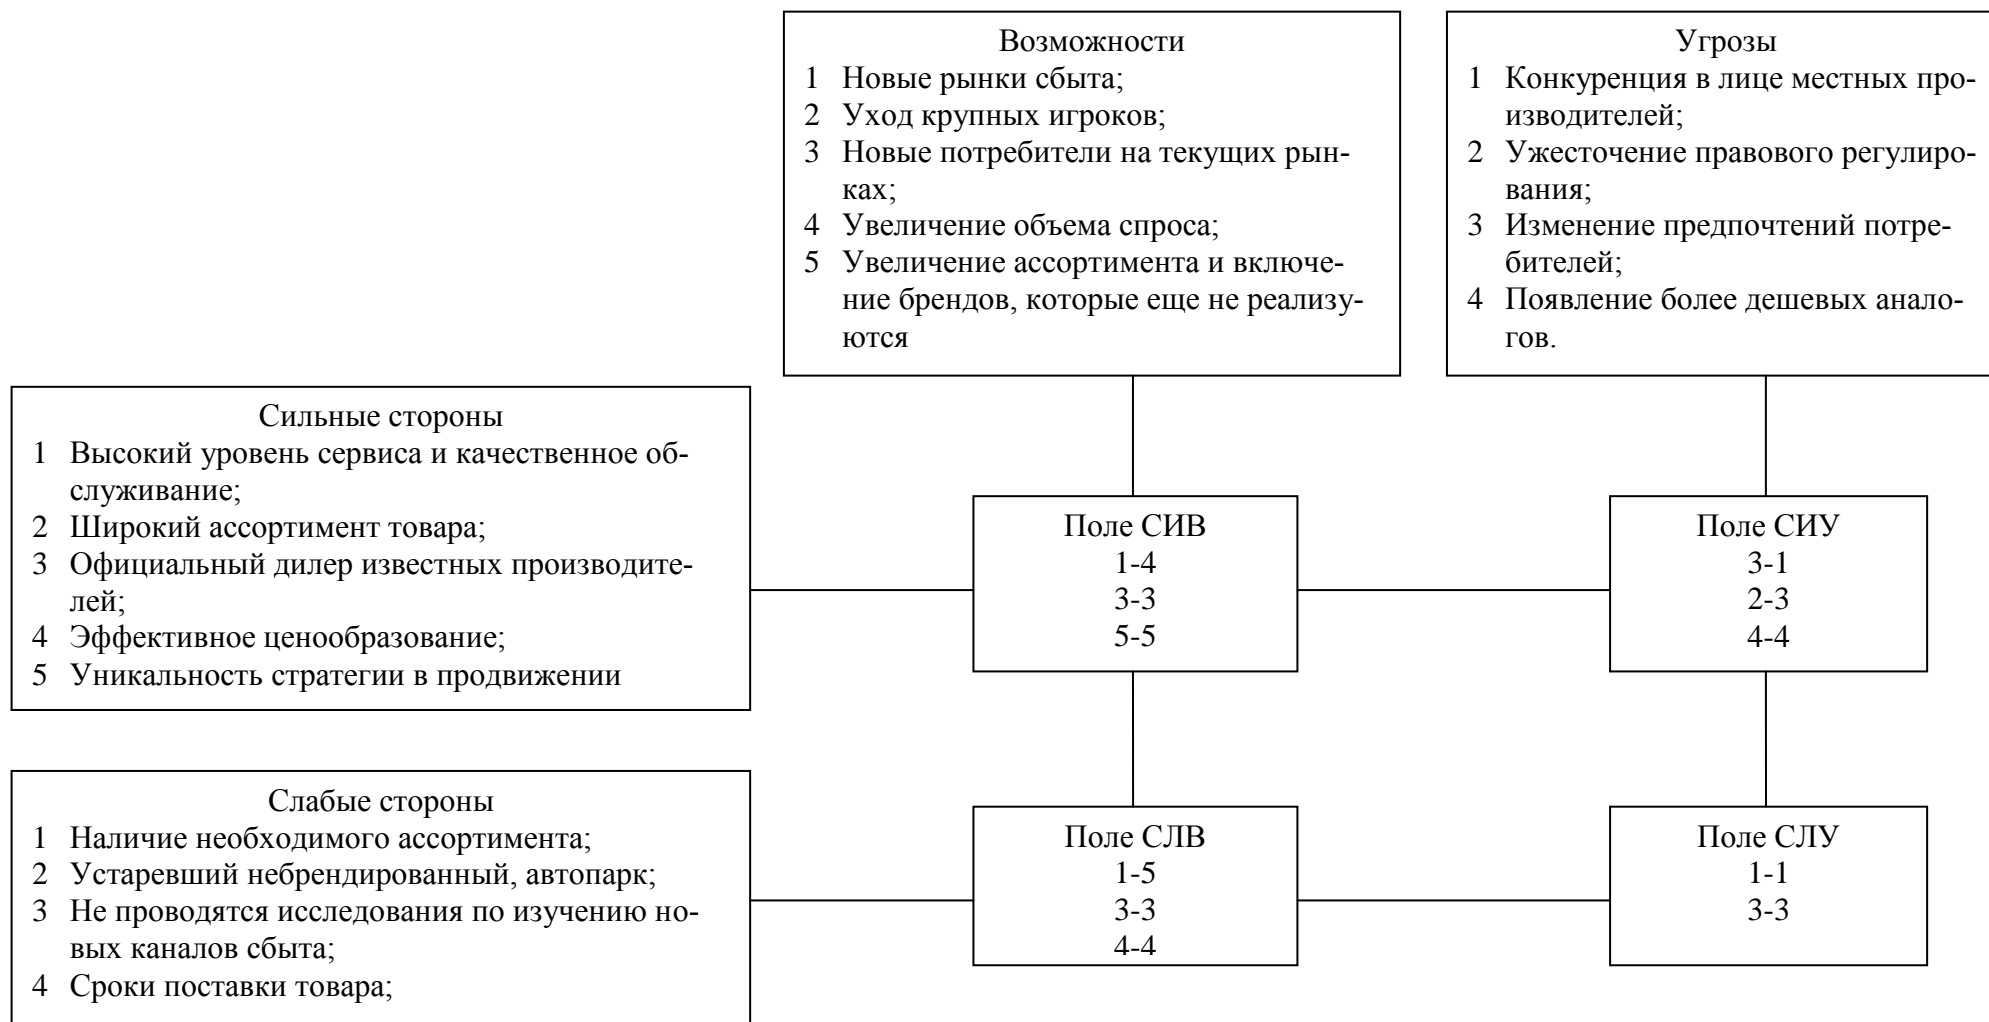 Возможности
1 Новые рынки сбыта;
2 Уход крупных игроков;
3 Новые потребители на текущих рын-
ках;
4 Увеличение объема спроса;
5 Увеличение ассортимента и включе-
ние брендов, которые еще не реализу-
ются
Угрозы
1 Конкуренция в лице местных про-
изводителей;
2 Ужесточение правового регулиро-
вания;
3 Изменение предпочтений потре-
бителей;
4 Появление более дешевых анало-
гов.
Сильные стороны
1 Высокий уровень сервиса и качественное об-
служивание;
2 Широкий ассортимент товара;
3 Официальный дилер известных производите-
лей;
4 Эффективное ценообразование;
5 Уникальность стратегии в продвижении
Поле СИВ
1-4
3-3
5-5
Поле СИУ
3-1
2-3
4-4
Слабые стороны
1 Наличие необходимого ассортимента;
2 Устаревший небрендированный, автопарк;
3 Не проводятся исследования по изучению но-
вых каналов сбыта;
4 Сроки поставки товара;
Поле СЛВ
1-5
3-3
4-4
Поле СЛУ
1-1
3-3